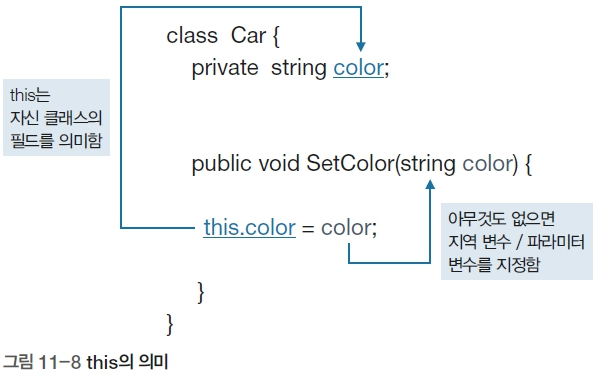 class Car {
private string color;
this는
자신 클래스의
필드를 의미함
public void SetColor(string color) {
this.color = color;
아무것도 없으면
지역 변수 / 파라미터
변수를 지정함
}
}
그림 11-8 this의 의미